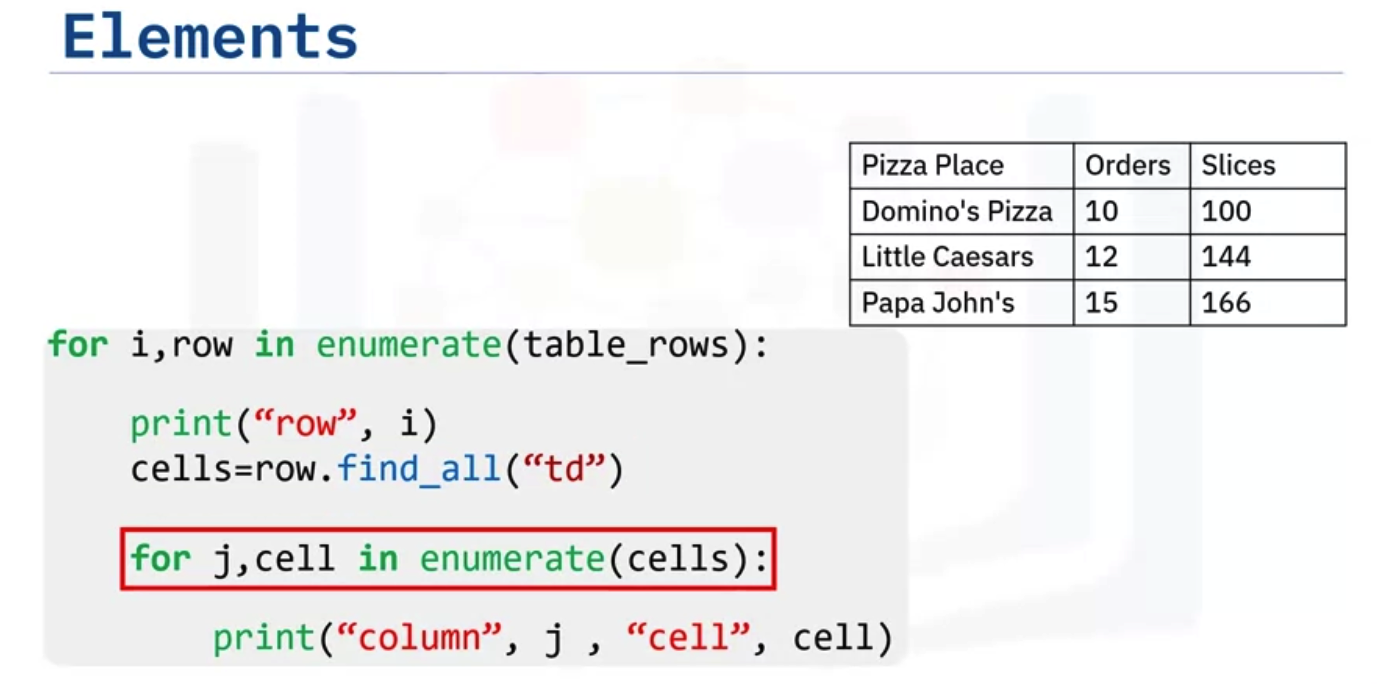 Elements
Pizza Place Orders Slices
Domino's Pizza 10 100
Little Caesars 12 144
Papa John's 15 166
for i,row in enumerate(table_rows):
print(“row”, i)
cells=row.find_all(“td”)
for j,cell in enumerate(cells):
print(“column”, j , “cell”, cell)